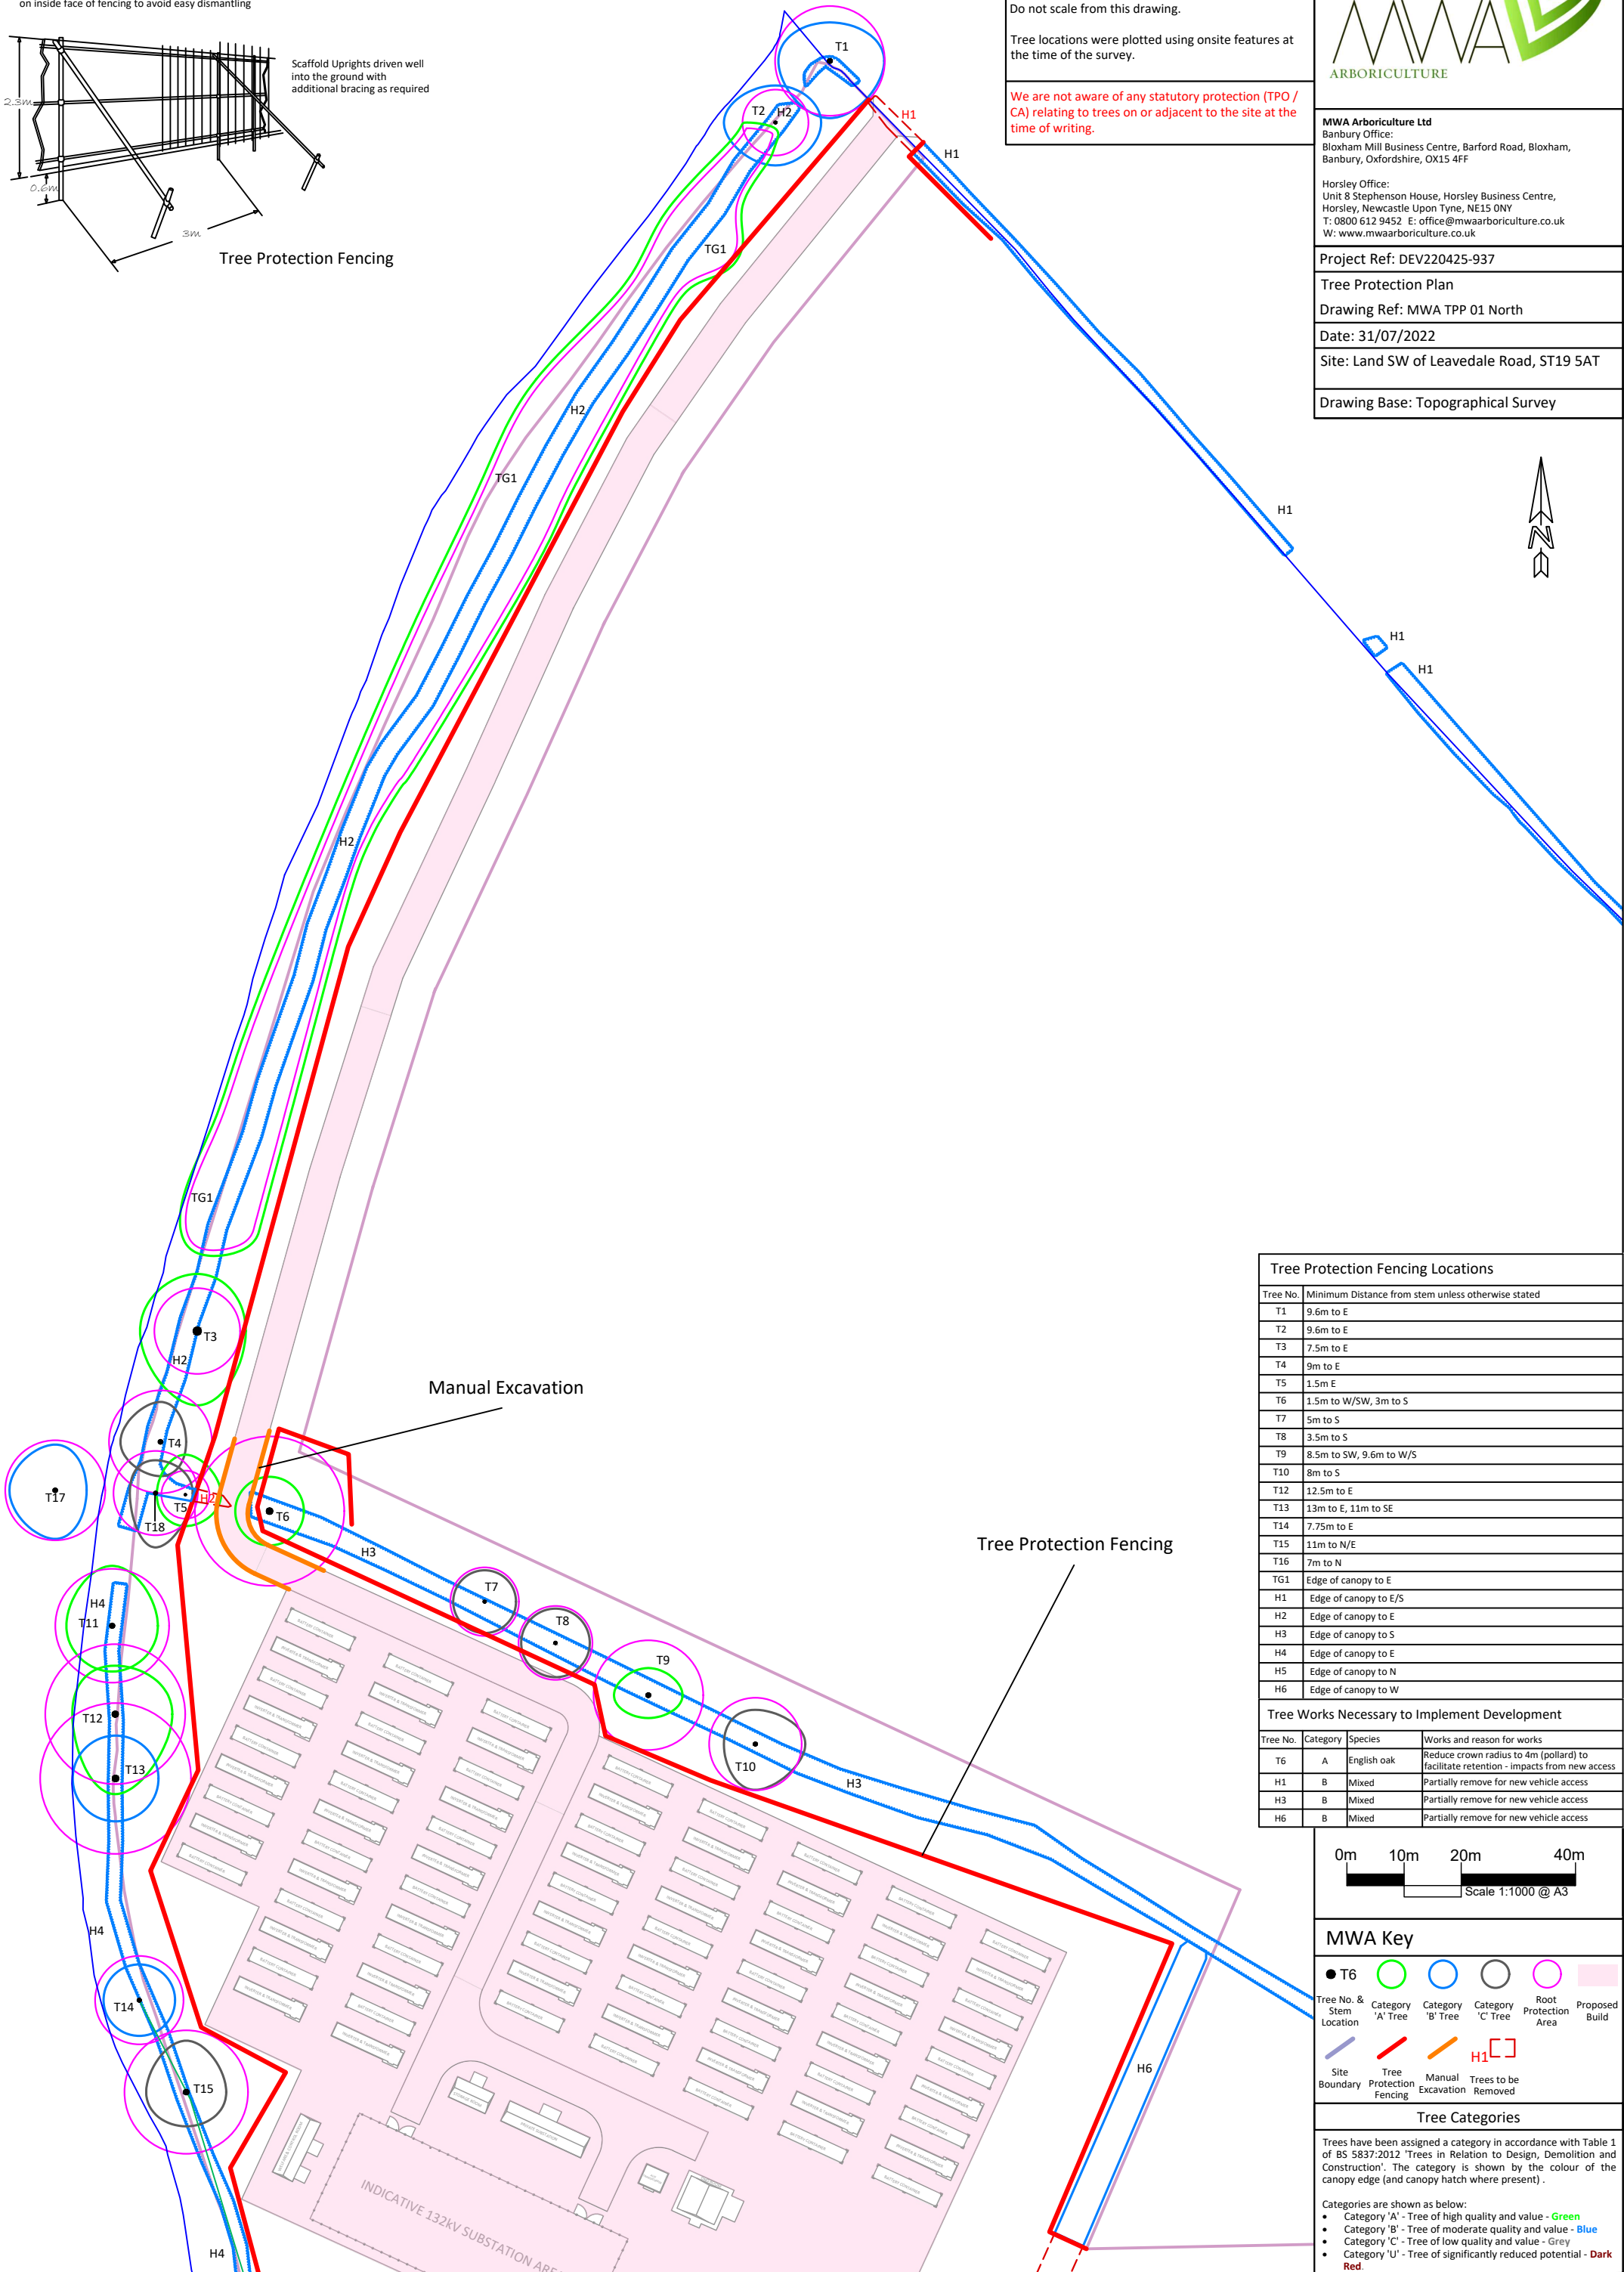 on inside face of fencing to avoid easy dismantling
Scaffold Uprights driven well
into the ground with
additional bracing as required
2.3m
0.6m
3m
Tree Protection Fencing
Do not scale from this drawing.
Tree locations were plotted using onsite features at
the time of the survey.
We are not aware of any statutory protection (TPO /
CA) relating to trees on or adjacent to the site at the
time of writing.
MWA
ARBORICULTURE
MWA Arboriculture Ltd
Banbury Office:
Bloxham Mill Business Centre, Barford Road, Bloxham,
Banbury, Oxfordshire, OX15 4FF
Horsley Office:
Unit 8 Stephenson House, Horsley Business Centre,
Horsley, Newcastle Upon Tyne, NE15 0NY
T: 0800 612 9452 E: office@mwaarboriculture.co.uk
W: www.mwaarboriculture.co.uk
Project Ref: DEV220425-937
Tree Protection Plan
Drawing Ref: MWA TPP 01 North
Date: 31/07/2022
Site: Land SW of Leavedale Road, ST19 5AT
Drawing Base: Topographical Survey
N
T1
T2
H2
H1
H1
TG1
H2
TG1
H1
H1
H1
H2
TG1
T3
H2
T4
T17
T5
H2
T18
T6
Manual Excavation
H3
T7
T8
T9
T10
H3
Tree Protection Fencing
H4
T11
T12
T13
H4
T14
T15
H4
H6
BATTERY CONTAINER
INVERTER & TRANSFORMER
STORAGE ROOM
INDICATIVE 132kV SUBSTATION AREA
Tree Protection Fencing Locations
Tree No. Minimum Distance from stem unless otherwise stated
T1 9.6m to E
T2 9.6m to E
T3 7.5m to E
T4 9m to E
T5 1.5m E
T6 1.5m to W/SW, 3m to S
T7 5m to S
T8 3.5m to S
T9 8.5m to SW, 9.6m to W/S
T10 8m to S
T12 12.5m to E
T13 13m to E, 11m to SE
T14 7.75m to E
T15 11m to N/E
T16 7m to N
TG1 Edge of canopy to E
H1 Edge of canopy to E/S
H2 Edge of canopy to E
H3 Edge of canopy to S
H4 Edge of canopy to E
H5 Edge of canopy to N
H6 Edge of canopy to W
Tree Works Necessary to Implement Development
Tree No. Category Species Works and reason for works
T6 A English oak Reduce crown radius to 4m (pollard) to
facilitate retention - impacts from new access
H1 B Mixed Partially remove for new vehicle access
H3 B Mixed Partially remove for new vehicle access
H6 B Mixed Partially remove for new vehicle access
0m 10m 20m 40m
Scale 1:1000 @ A3
MWA Key
T6
Tree No. &
Stem
Location
Category
'A' Tree
Category
'B' Tree
Category
'C' Tree
Root
Protection
Area
Proposed
Build
H1
Site
Boundary
Tree
Protection
Fencing
Manual
Excavation
Trees to be
Removed
Tree Categories
Trees have been assigned a category in accordance with Table 1
of BS 5837:2012 'Trees in Relation to Design, Demolition and
Construction'. The category is shown by the colour of the
canopy edge (and canopy hatch where present) .
Categories are shown as below:
• Category 'A' - Tree of high quality and value - Green
• Category 'B' - Tree of moderate quality and value - Blue
• Category 'C' - Tree of low quality and value - Grey
• Category 'U' - Tree of significantly reduced potential - Dark
Red.